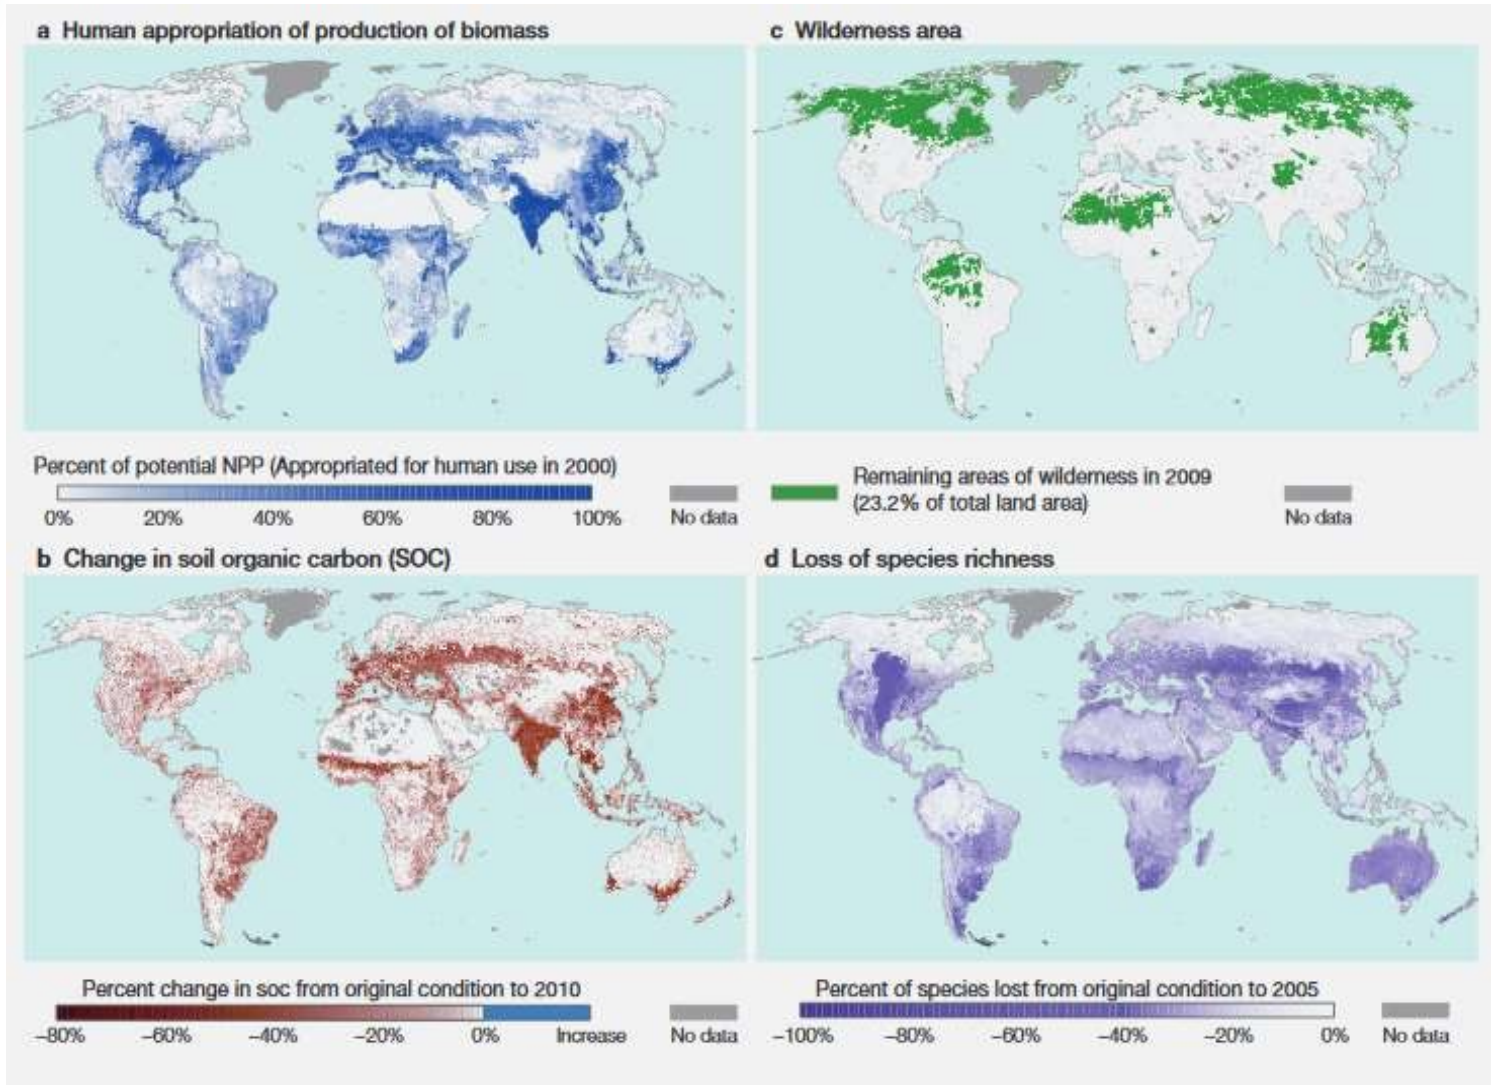 a Human appropriation of production of biomass
c Wilderness area
Percent of potential NPP (Appropriated for human use in 2000)
0% 20% 40% 60% 80% 100%
No data
Remaining areas of wilderness in 2009
(23.2% of total land area)
No data
b Change in soil organic carbon (SOC)
d Loss of species richness
Percent change in soc from original condition to 2010
−80% −60% −40% −20% 0% Increase
No data
Percent of species lost from original condition to 2005
−100% −80% −60% −40% −20% 0%
No data